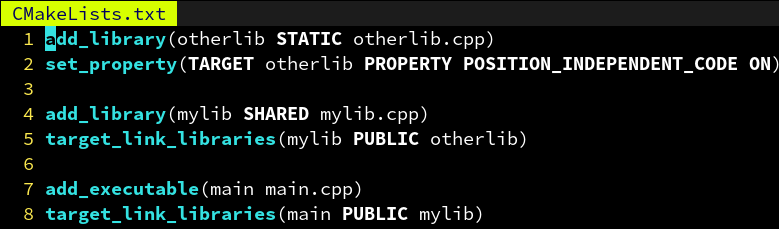 CMakeLists.txt
1 add_library(otherlib STATIC otherlib.cpp)
2 set_property(TARGET otherlib PROPERTY POSITION_INDEPENDENT_CODE ON)
3
4 add_library(mylib SHARED mylib.cpp)
5 target_link_libraries(mylib PUBLIC otherlib)
6
7 add_executable(main main.cpp)
8 target_link_libraries(main PUBLIC mylib)